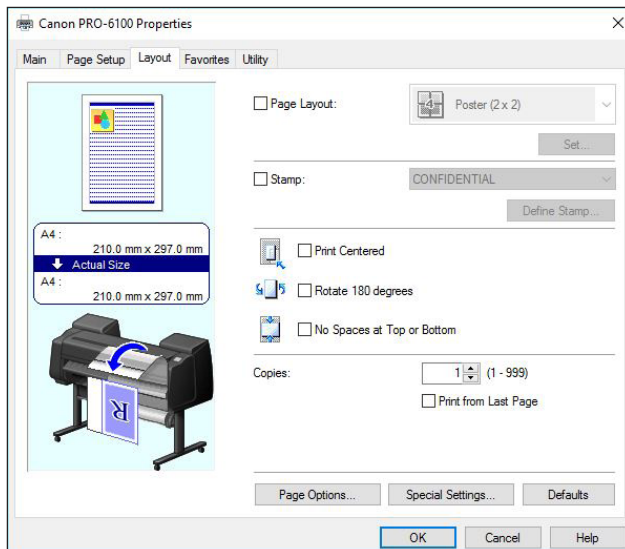 Canon PRO-6100 Properties
Main Page Setup Layout Favorites Utility
Page Layout: 4 Poster (2 x 2)
Set...
Stamp: CONFIDENTIAL
Define Stamp...
A4 :
210.0 mm x 297.0 mm
Actual Size
A4 :
210.0 mm x 297.0 mm
Print Centered
Rotate 180 degrees
No Spaces at Top or Bottom
R
Copies: 1 (1 - 999)
Print from Last Page
Page Options... Special Settings... Defaults
OK Cancel Help